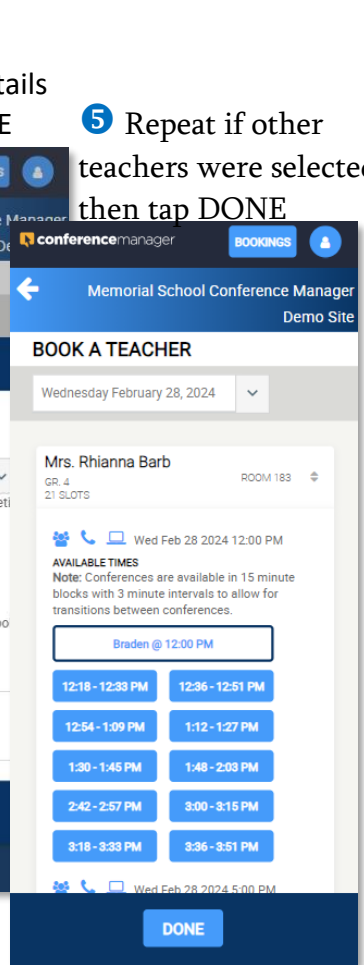 tails
E
❺ Repeat if other
teachers were selected
then tap DONE
conferencemanager
BOOKINGS
Memorial School Conference Manager
Demo Site
BOOK A TEACHER
Wednesday February 28, 2024
Mrs. Rhianna Barb
GR. 4
21 SLOTS
ROOM 183
Wed Feb 28 2024 12:00 PM
AVAILABLE TIMES
Note: Conferences are available in 15 minute
blocks with 3 minute intervals to allow for
transitions between conferences.
Braden @ 12:00 PM
12:18 - 12:33 PM 12:36 - 12:51 PM
12:54 - 1:09 PM 1:12 - 1:27 PM
1:30 - 1:45 PM 1:48 - 2:03 PM
2:42 - 2:57 PM 3:00 - 3:15 PM
3:18 - 3:33 PM 3:36 - 3:51 PM
Wed Feb 28 2024 5:00 PM
DONE